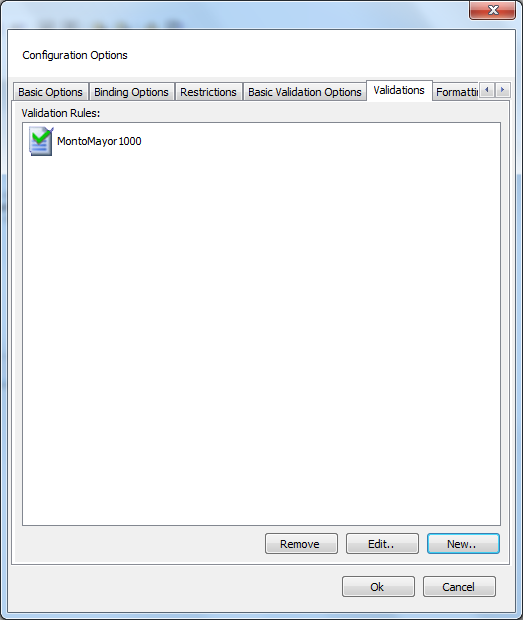 Configuration Options
Basic Options Binding Options Restrictions Basic Validation Options Validations Formattin
Validation Rules:
MontoMayor1000
Remove Edit.. New..
Ok Cancel